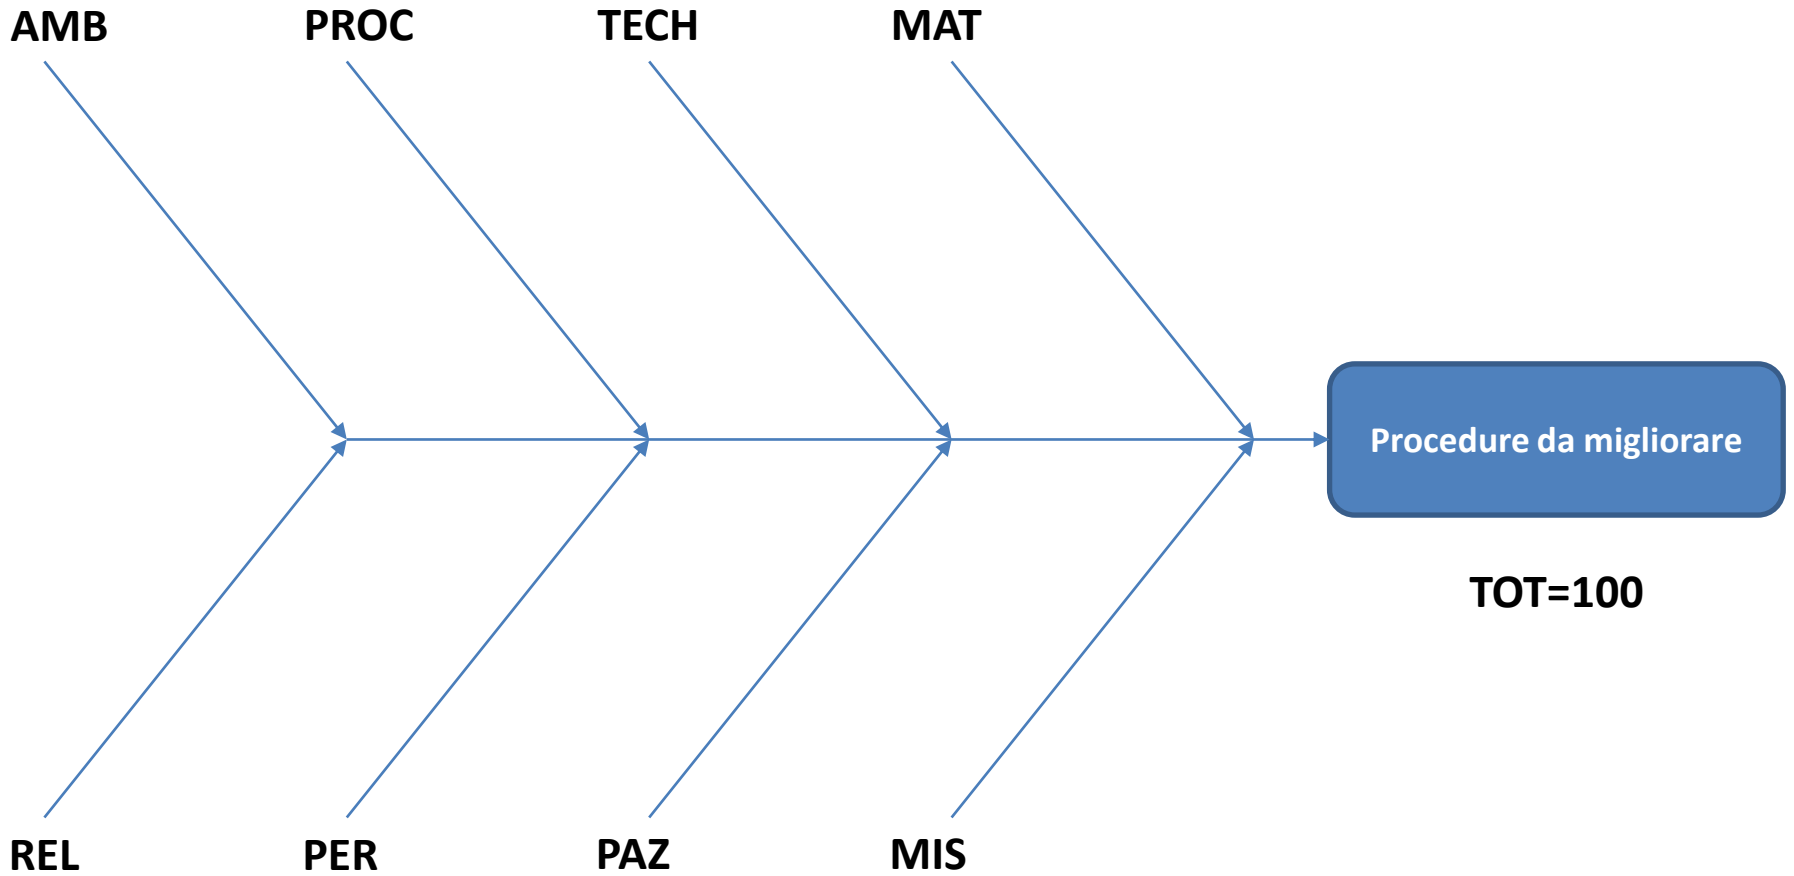 AMB
PROC
TECH
MAT
Procedure da migliorare
TOT=100
REL
PER
PAZ
MIS